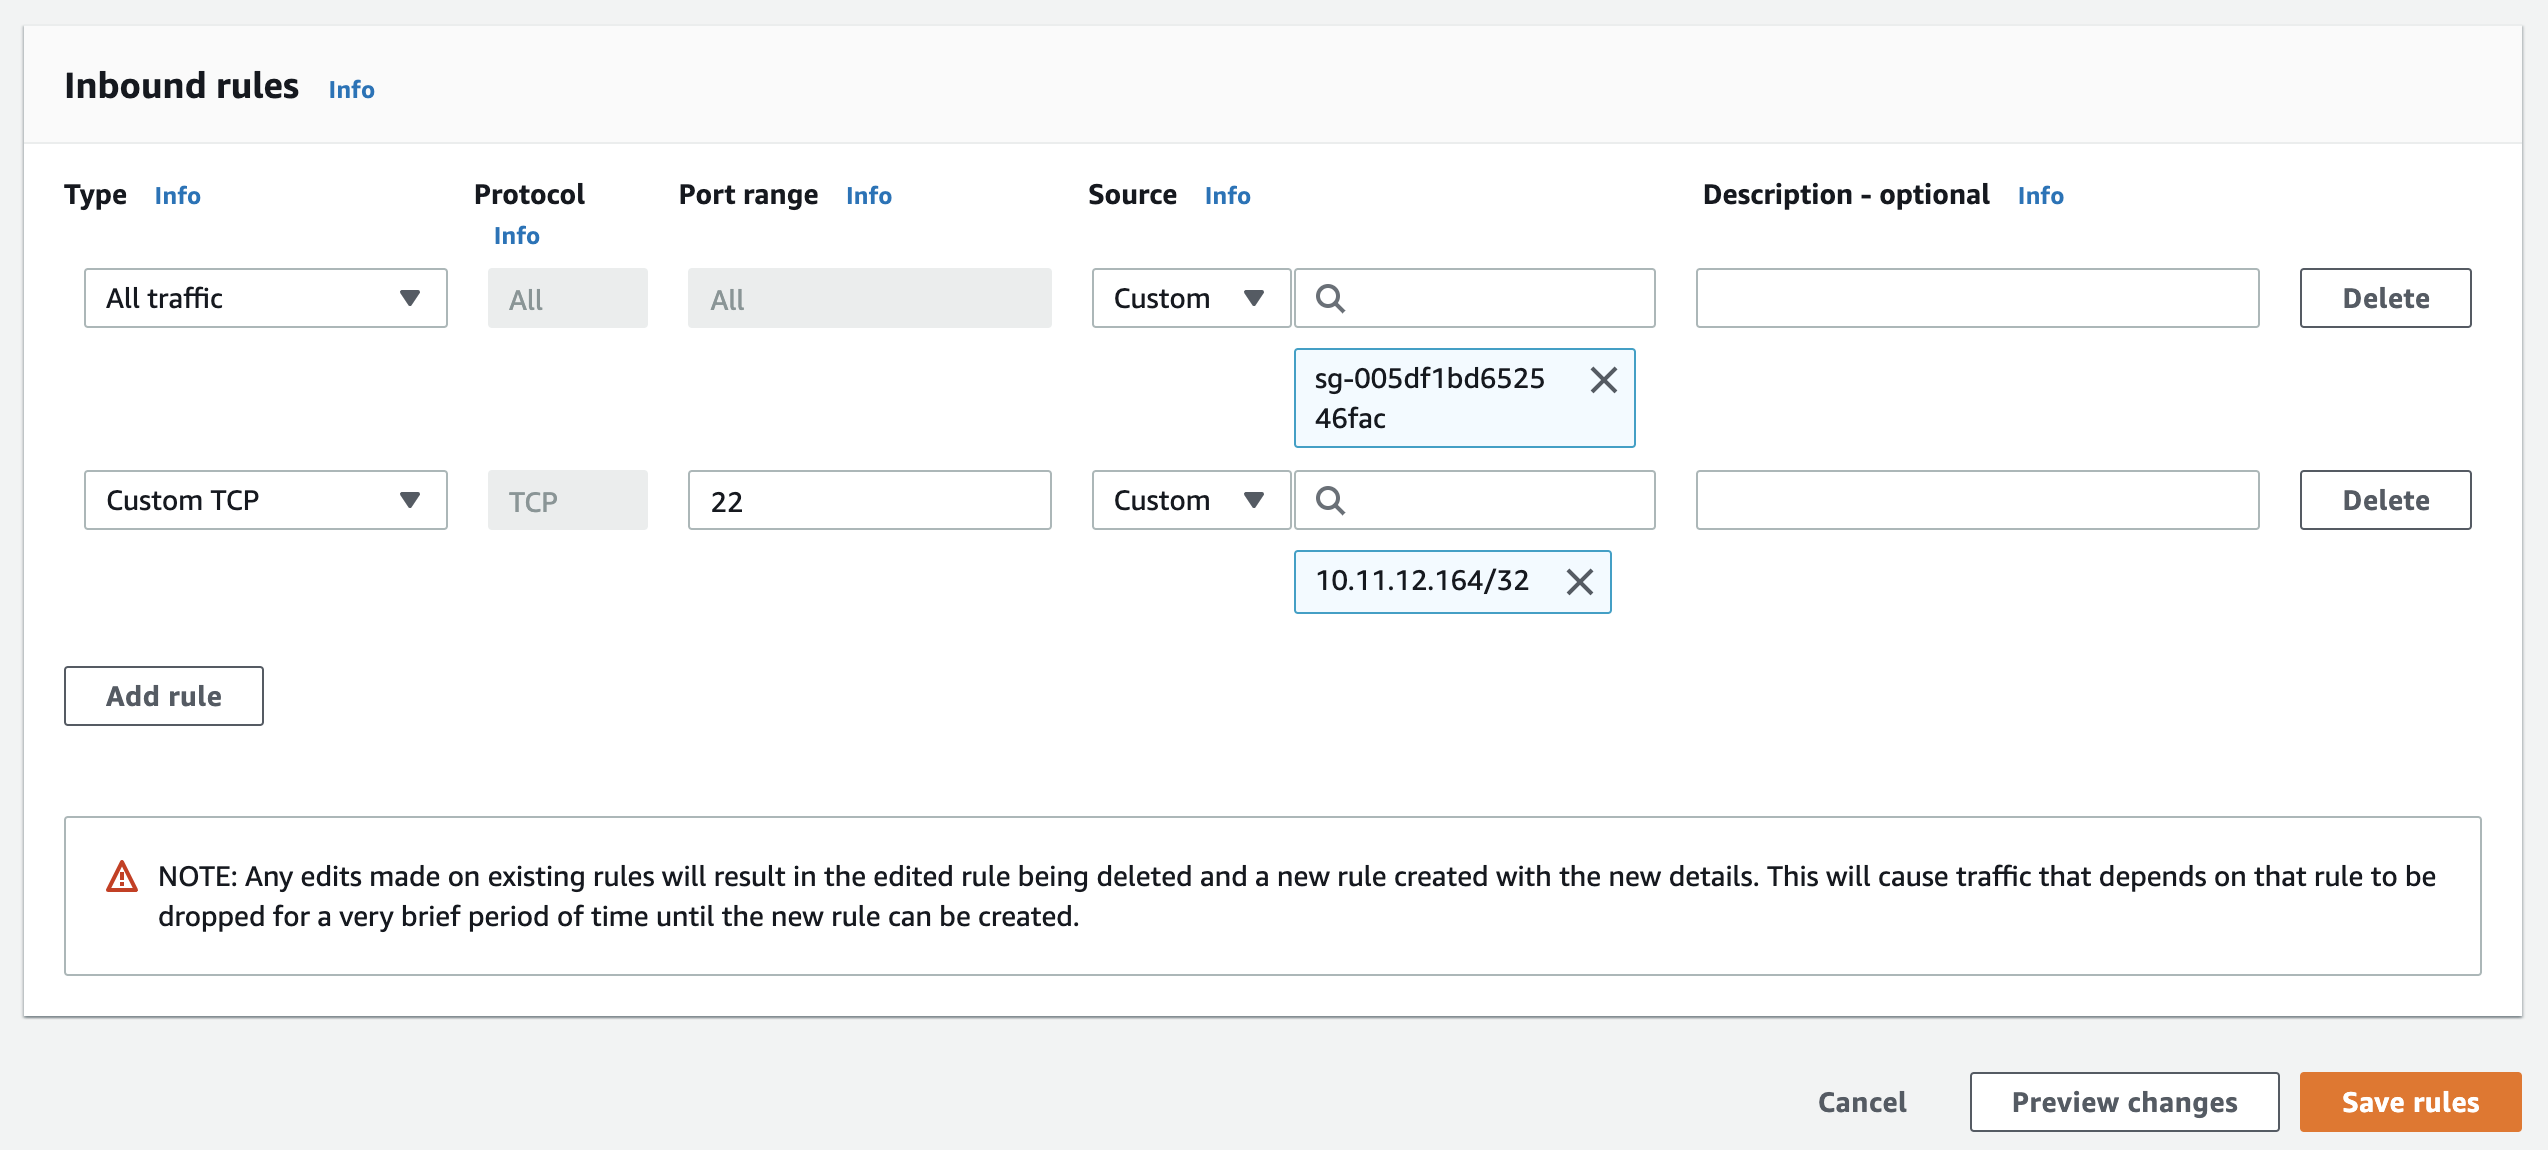 Inbound rules Info
Type Info Protocol Info Port range Info Source Info Description - optional Info
All traffic All All Custom Delete
sg-005df1bd6525
46fac
Custom TCP TCP 22 Custom Delete
10.11.12.164/32
Add rule
NOTE: Any edits made on existing rules will result in the edited rule being deleted and a new rule created with the new details. This will cause traffic that depends on that rule to be
dropped for a very brief period of time until the new rule can be created.
Cancel Preview changes Save rules